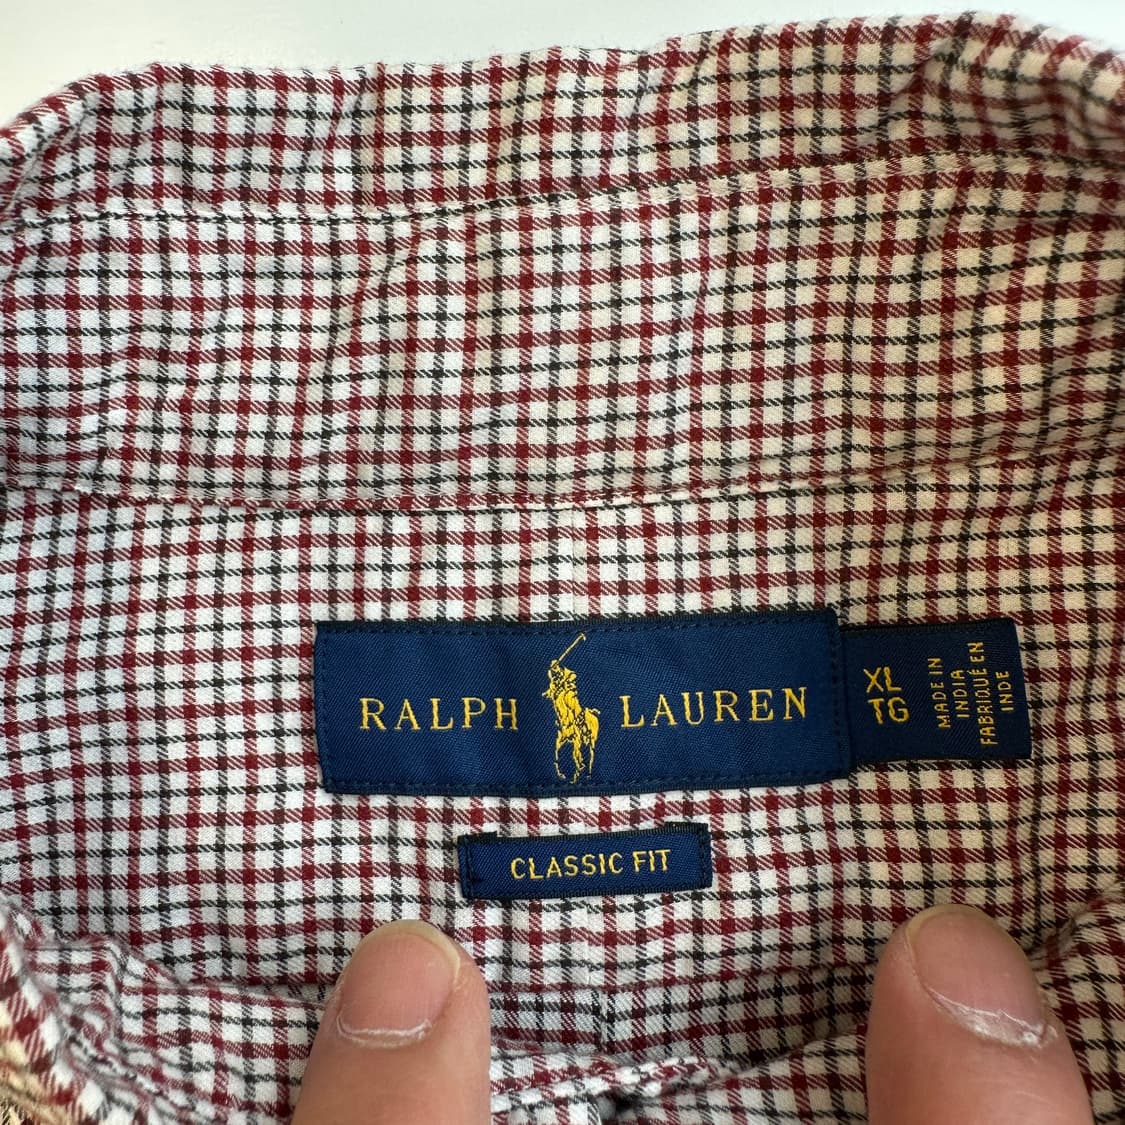 RALPH LAUREN
XL
TG
MADE IN
INDIA
FABRIQUÉ EN
INDE
CLASSIC FIT